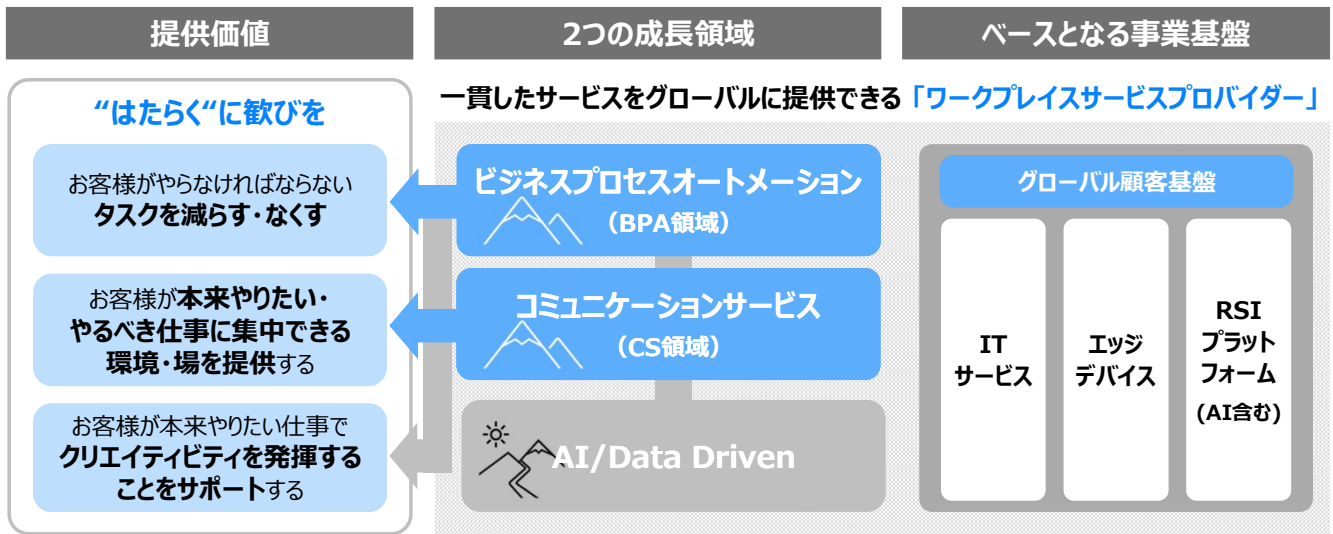 提供価値
2つの成長領域
ベースとなる事業基盤
“はたらく“に歓びを
一貫したサービスをグローバルに提供できる「ワークプレイスサービスプロバイダー」
お客様がやらなければならない
タスクを減らす・なくす
お客様が本来やりたい・
やるべき仕事に集中できる
環境・場を提供する
お客様が本来やりたい仕事で
クリエイティビティを発揮する
ことをサポートする
ビジネスプロセスオートメーション
（BPA領域）
コミュニケーションサービス
（CS領域）
AI/Data Driven
グローバル顧客基盤
IT
サービス
エッジ
デバイス
RSI
プラット
フォーム
(AI含む)